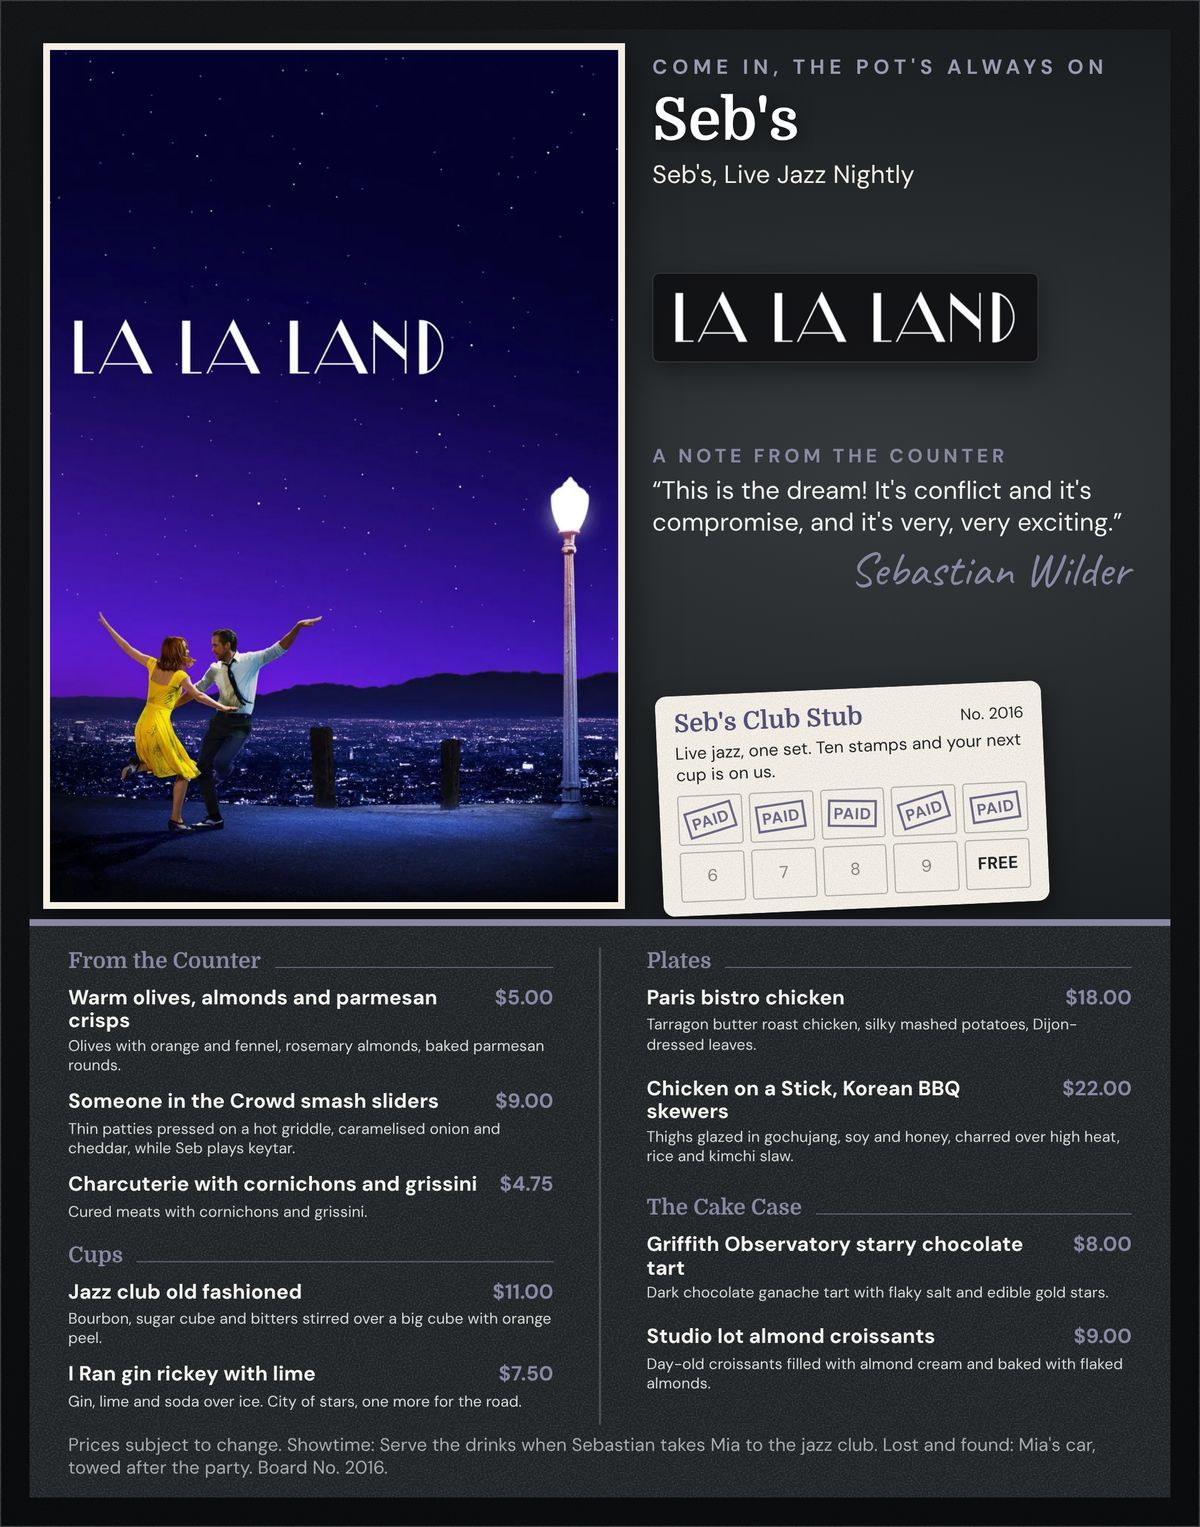 LA LA LAND
COME IN, THE POT'S ALWAYS ON
Seb's
Seb's, Live Jazz Nightly
LA LA LAND
A NOTE FROM THE COUNTER
“This is the dream! It's conflict and it's
compromise, and it's very, very exciting.”
Sebastian Wilder
Seb's Club Stub
No. 2016
Live jazz, one set. Ten stamps and your next
cup is on us.
PAID PAID PAID PAID PAID
6 7 8 9 FREE
From the Counter
Warm olives, almonds and parmesan $5.00
crisps
Olives with orange and fennel, rosemary almonds, baked parmesan
rounds.
Someone in the Crowd smash sliders $9.00
Thin patties pressed on a hot griddle, caramelised onion and
cheddar, while Seb plays keytar.
Charcuterie with cornichons and grissini $4.75
Cured meats with cornichons and grissini.
Cups
Jazz club old fashioned $11.00
Bourbon, sugar cube and bitters stirred over a big cube with orange
peel.
I Ran gin rickey with lime $7.50
Gin, lime and soda over ice. City of stars, one more for the road.
Plates
Paris bistro chicken $18.00
Tarragon butter roast chicken, silky mashed potatoes, Dijon-
dressed leaves.
Chicken on a Stick, Korean BBQ $22.00
skewers
Thighs glazed in gochujang, soy and honey, charred over high heat,
rice and kimchi slaw.
The Cake Case
Griffith Observatory starry chocolate $8.00
tart
Dark chocolate ganache tart with flaky salt and edible gold stars.
Studio lot almond croissants $9.00
Day-old croissants filled with almond cream and baked with flaked
almonds.
Prices subject to change. Showtime: Serve the drinks when Sebastian takes Mia to the jazz club. Lost and found: Mia's car,
towed after the party. Board No. 2016.